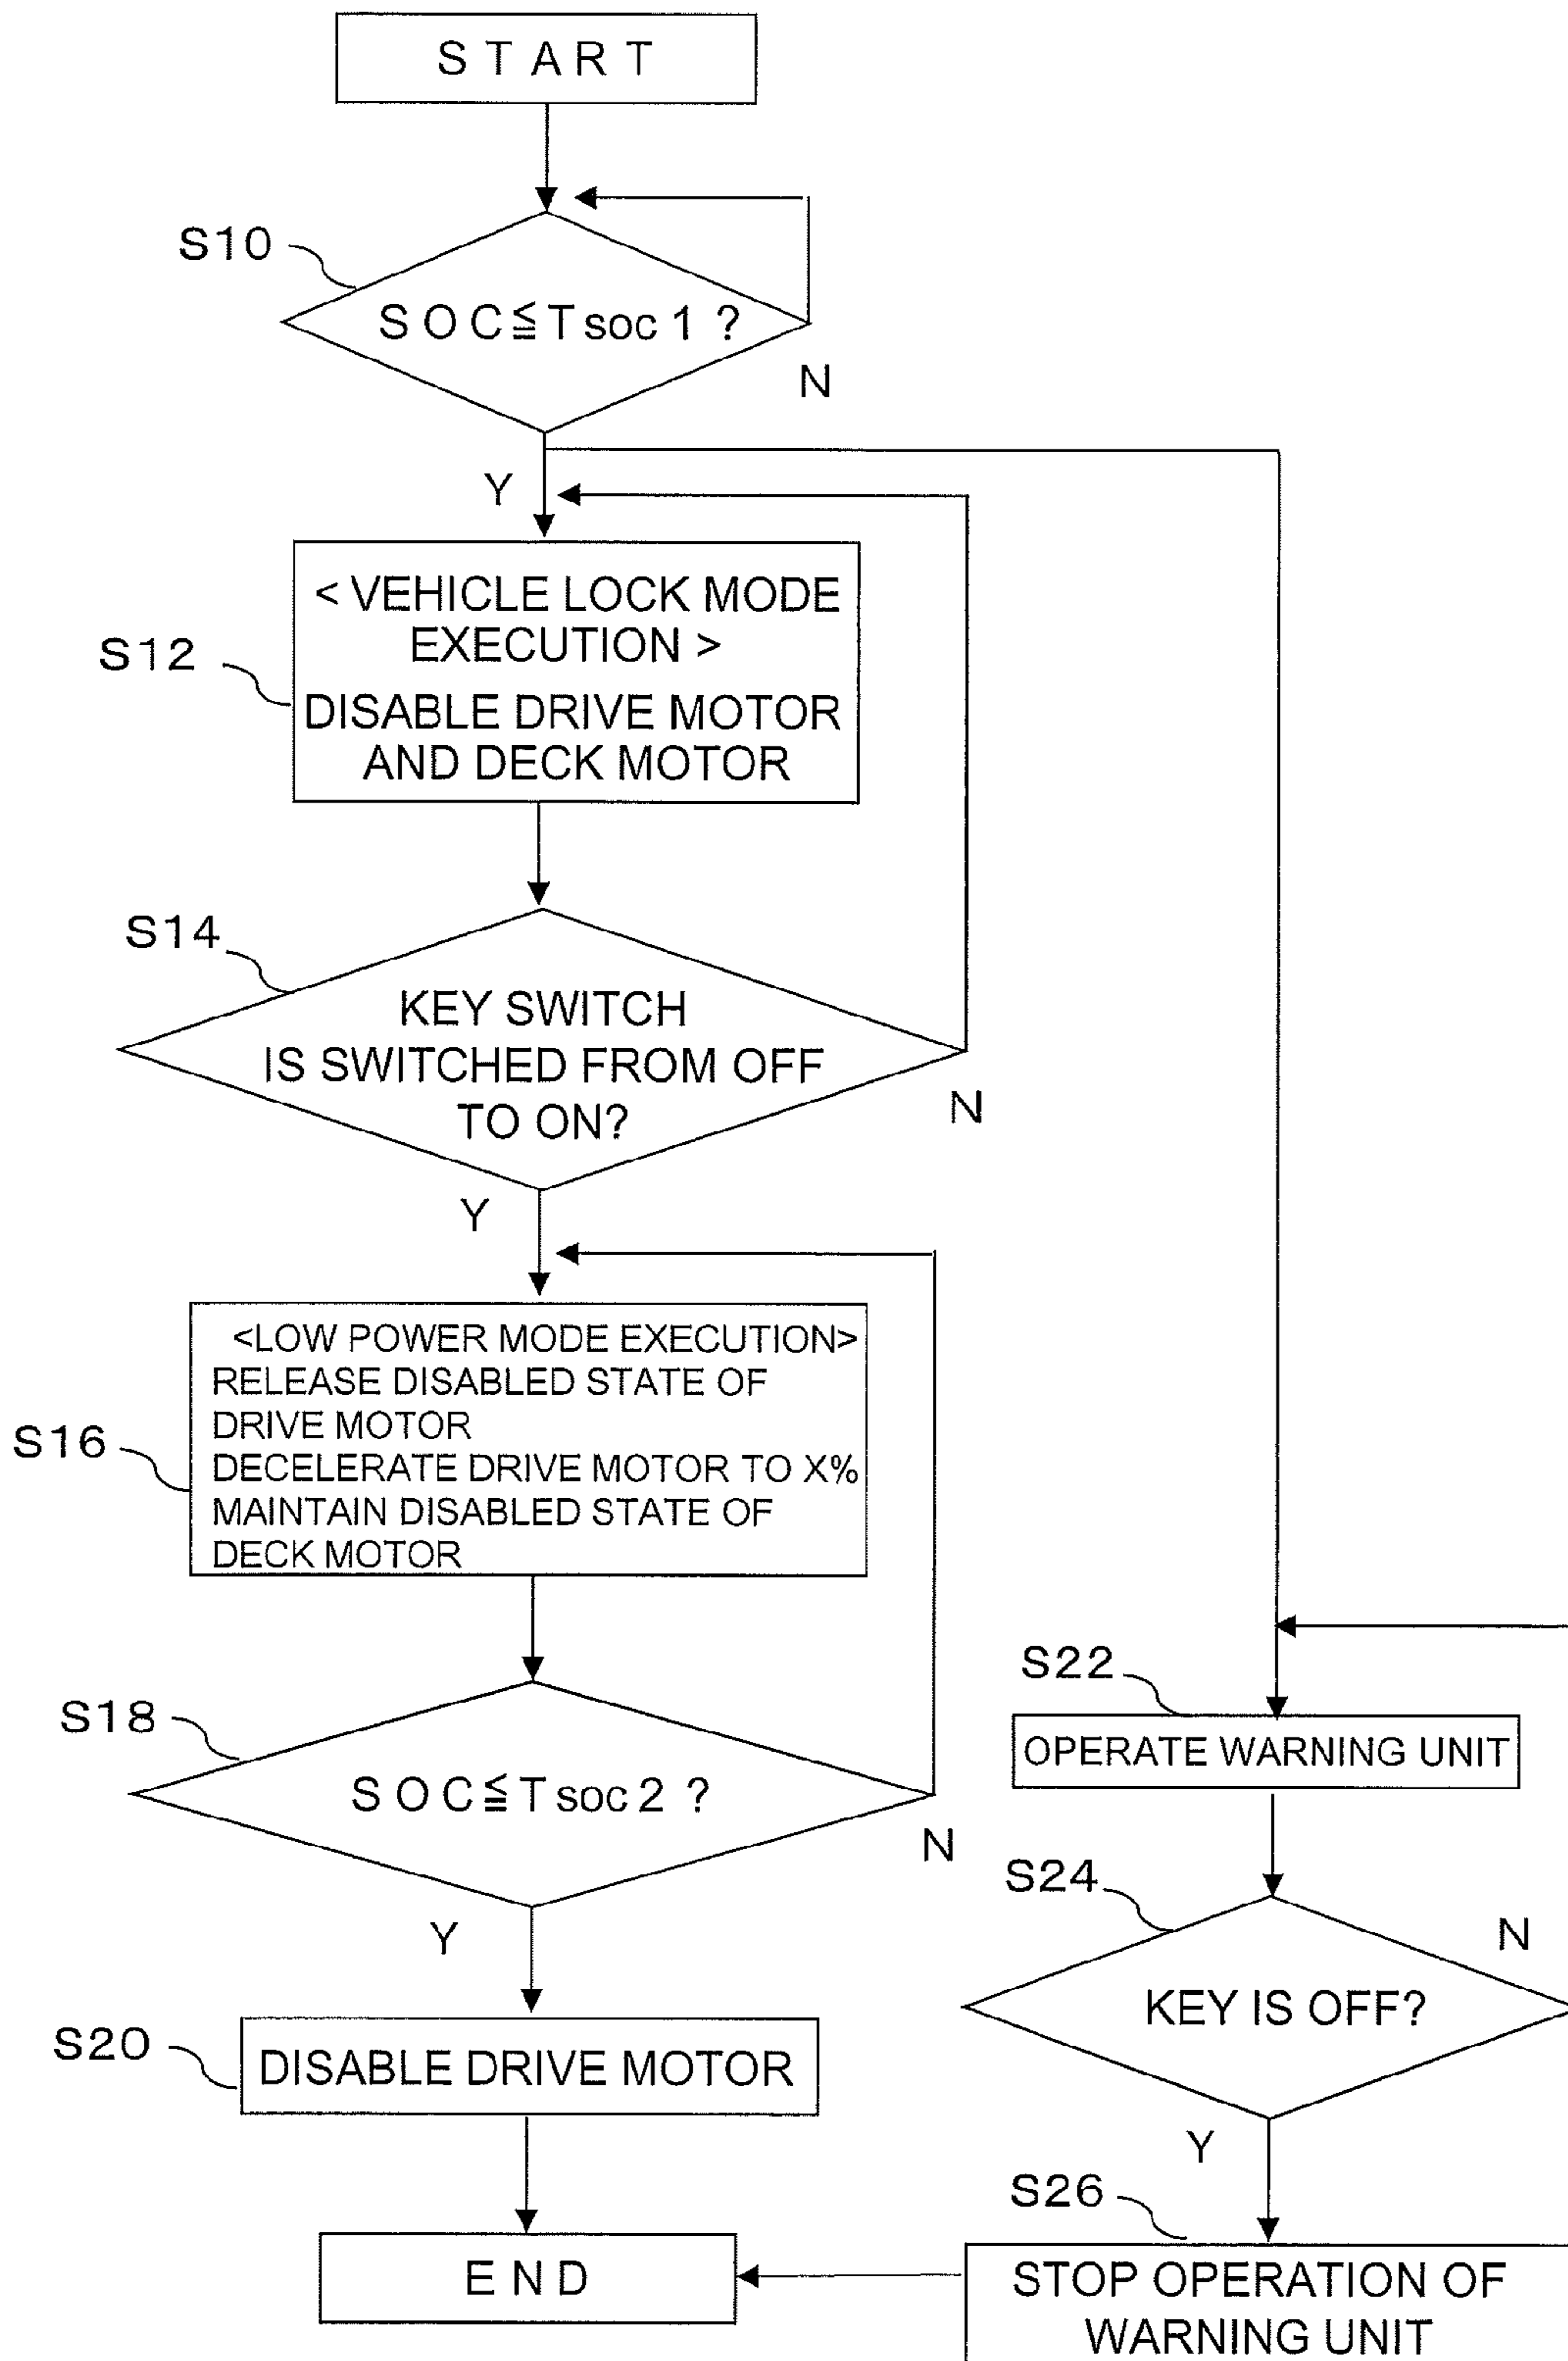 START
S10
SOC≦Tsoc1 ?
N
Y
< VEHICLE LOCK MODE
EXECUTION >
S12
DISABLE DRIVE MOTOR
AND DECK MOTOR
S14
KEY SWITCH
IS SWITCHED FROM OFF
TO ON?
N
Y
<LOW POWER MODE EXECUTION>
RELEASE DISABLED STATE OF
DRIVE MOTOR
S16
DECELERATE DRIVE MOTOR TO X%
MAINTAIN DISABLED STATE OF
DECK MOTOR
S18
SOC≦Tsoc2 ?
N
Y
S20
DISABLE DRIVE MOTOR
END
S22
OPERATE WARNING UNIT
S24
N
KEY IS OFF?
Y
S26
STOP OPERATION OF
WARNING UNIT